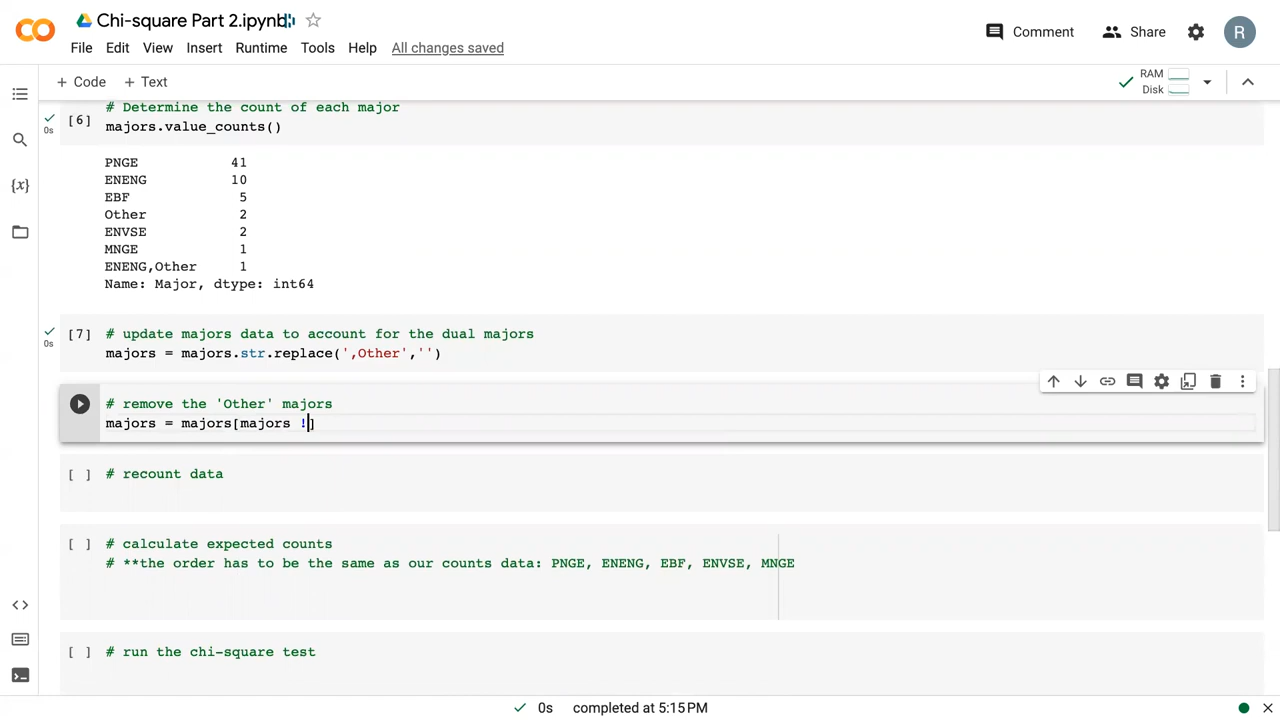 Chi-square Part 2.ipynb
File Edit View Insert Runtime Tools Help All changes saved
Comment Share R
+ Code + Text
RAM
Disk
# Determine the count of each major
[6] majors.value_counts()
0s
PNGE 41
ENENG 10
EBF 5
Other 2
ENVSE 2
MNGE 1
ENENG,Other 1
Name: Major, dtype: int64
[7] # update majors data to account for the dual majors
0s majors = majors.str.replace(',Other','')
# remove the 'Other' majors
majors = majors[majors !]
[ ] # recount data
[ ] # calculate expected counts
# **the order has to be the same as our counts data: PNGE, ENENG, EBF, ENVSE, MNGE
[ ] # run the chi-square test
0s completed at 5:15 PM